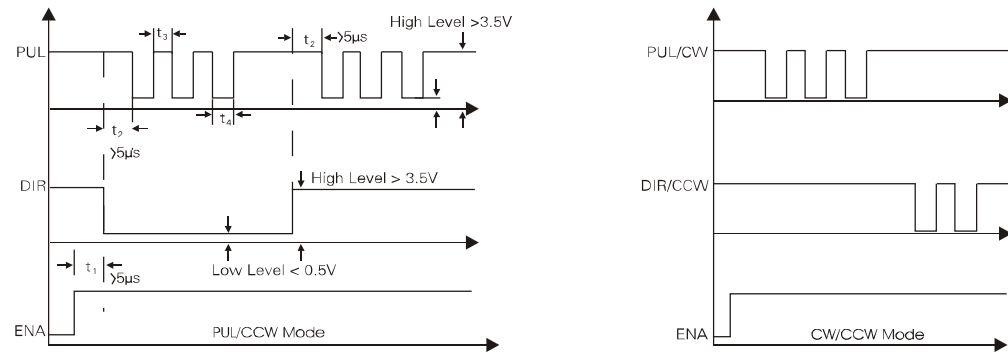 High Level >3.5V
PUL
t3
t2
>5μs
t2
t4
>5μs
DIR
High Level > 3.5V
t1
>5μs
Low Level < 0.5V
ENA
PUL/CCW Mode
PUL/CW
DIR/CCW
ENA
CW/CCW Mode